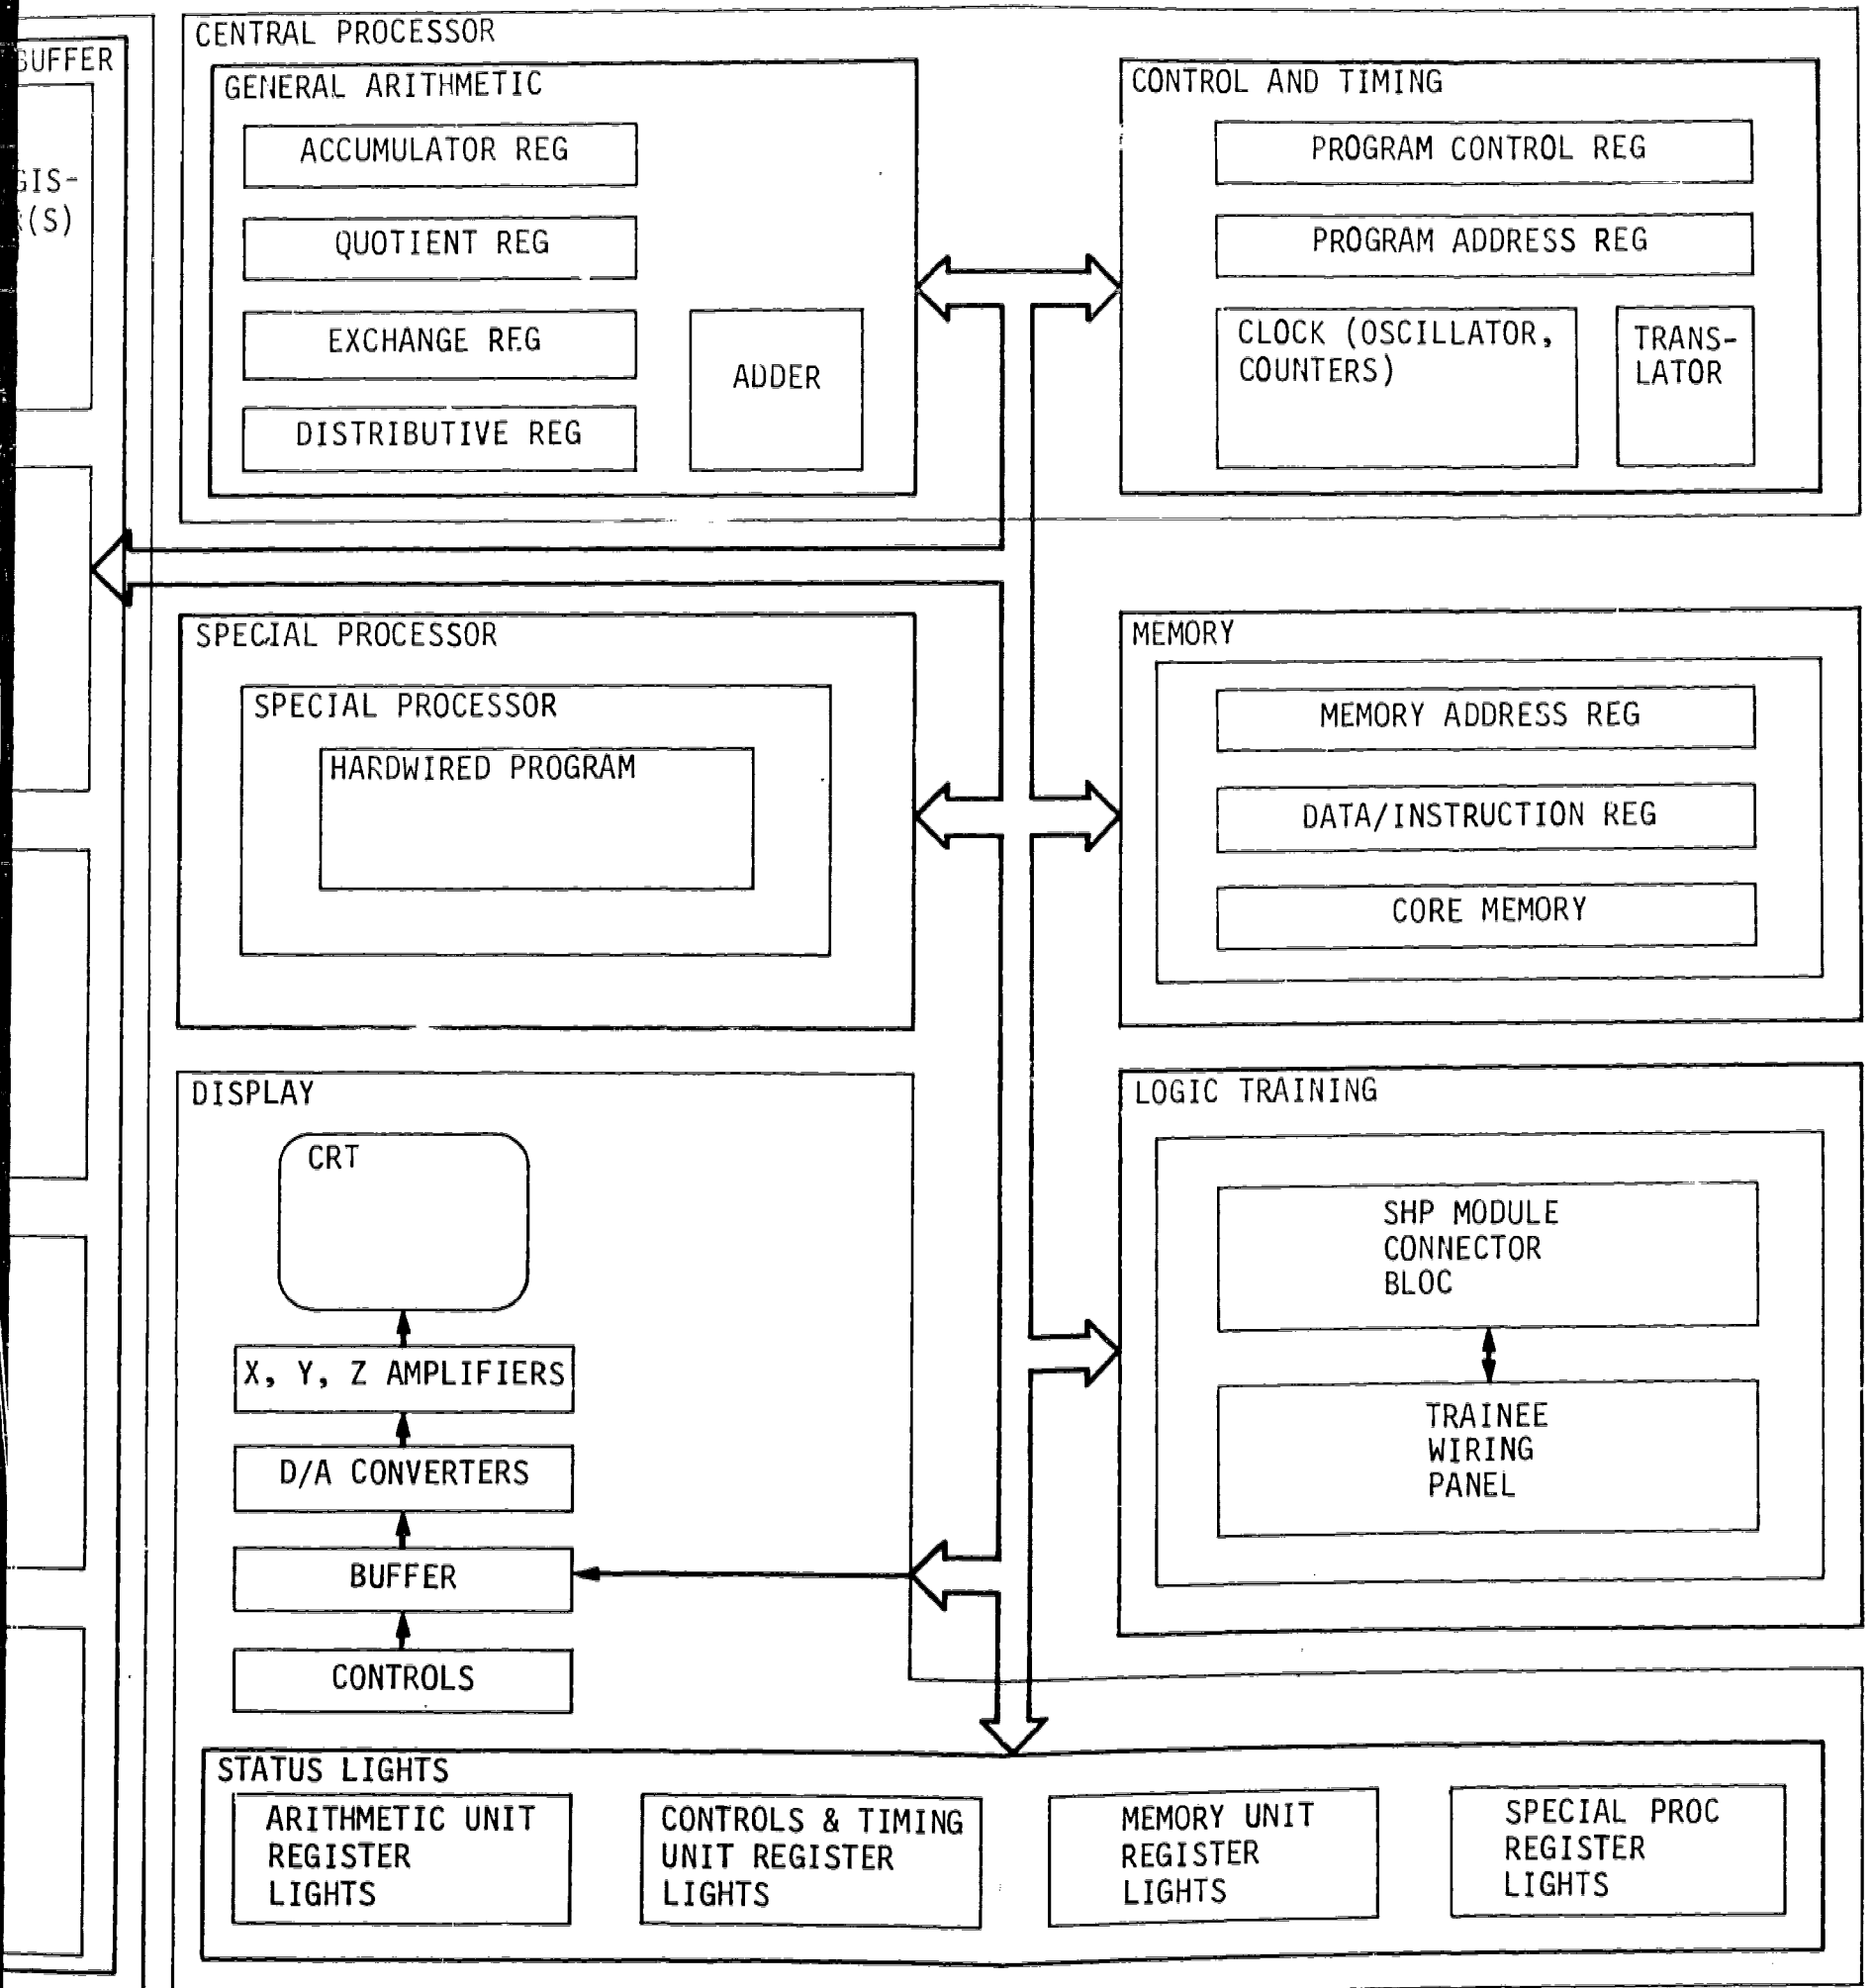 BUFFER
(S)
CENTRAL PROCESSOR
GENERAL ARITHMETIC
ACCUMULATOR REG
QUOTIENT REG
EXCHANGE REG
DISTRIBUTIVE REG
ADDER
CONTROL AND TIMING
PROGRAM CONTROL REG
PROGRAM ADDRESS REG
CLOCK (OSCILLATOR,
COUNTERS)
TRANS-
LATOR
SPECIAL PROCESSOR
SPECIAL PROCESSOR
HARDWIRED PROGRAM
MEMORY
MEMORY ADDRESS REG
DATA/INSTRUCTION REG
CORE MEMORY
DISPLAY
CRT
X, Y, Z AMPLIFIERS
D/A CONVERTERS
BUFFER
CONTROLS
LOGIC TRAINING
SHP MODULE
CONNECTOR
BLOC
TRAINEE
WIRING
PANEL
STATUS LIGHTS
ARITHMETIC UNIT
REGISTER
LIGHTS
CONTROLS & TIMING
UNIT REGISTER
LIGHTS
MEMORY UNIT
REGISTER
LIGHTS
SPECIAL PROC
REGISTER
LIGHTS